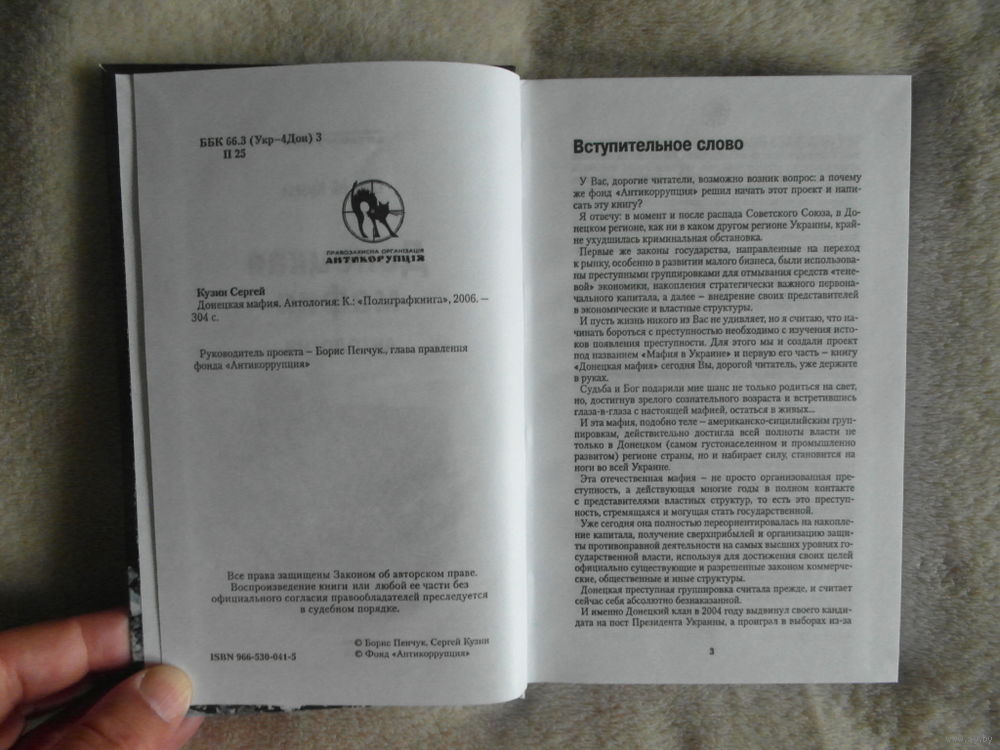 ББК 66.3 (Укр–4Дон) 3
П 25
ПРАВОЗАХИСНА ОРГАНІЗАЦІЯ
АНТИКОРУПЦІЯ
Кузин Сергей
Донецкая мафия. Антология: К.: «Полиграфкнига», 2006. –
304 с.
Руководитель проекта – Борис Пенчук., глава правления
фонда «Антикоррупция»
Все права защищены Законом об авторском праве.
Воспроизведение книги или любой ее части без
официального согласия правообладателей преследуется
в судебном порядке.
ISBN 966-530-041-5
© Борис Пенчук, Сергей Кузин
© Фонд «Антикоррупция»
Вступительное слово
У Вас, дорогие читатели, возможно возник вопрос: а почему
же фонд «Антикоррупция» решил начать этот проект и напи-
сать эту книгу?
Я отвечу: в момент и после распада Советского Союза, в До-
нецком регионе, как ни в каком другом регионе Украины, край-
не ухудшилась криминальная обстановка.
Первые же законы государства, направленные на переход
к рынку, особенно в развитии малого бизнеса, были использова-
ны преступными группировками для отмывания средств «тене-
вой» экономики, накопления стратегически важного первона-
чального капитала, а далее – внедрение своих представителей
в экономические и властные структуры.
И пусть жизнь никого из Вас не удивляет, но я считаю, что на-
чинать бороться с преступностью необходимо с изучения исто-
ков появления преступности. Для этого мы и создали проект
под названием «Мафия в Украине» и первую его часть – книгу
«Донецкая мафия» сегодня Вы, дорогой читатель, уже держите
в руках.
Судьба и Бог подарили мне шанс не только родиться на свет,
но, достигнув зрелого сознательного возраста и встретившись
глаза-в-глаза с настоящей мафией, остаться в живых...
И эта мафия, подобно теле – американско-сицилийским груп-
пировкам, действительно достигла всей полноты власти не
только в Донецком (самом густонаселенном и промышленно
развитом) регионе страны, но и набирает силу, становится на
ноги во всей Украине.
Эта отечественная мафия – не просто организованная пре-
ступность, а действующая многие годы в полном контакте
с представителями властных структур, то есть это преступ-
ность, стремящаяся и могущая стать государственной.
Уже сегодня она полностью переориентировалась на накопле-
ние капитала, получение сверхприбылей и организацию защи-
ты противоправной деятельности на самых высших уровнях го-
сударственной власти, используя для достижения своих целей
официально существующие и разрешенные законом коммерче-
ские, общественные и иные структуры.
Донецкая преступная группировка считала прежде, и считает
сейчас себя абсолютно безнаказанной.
И именно Донецкий клан в 2004 году выдвинул своего канди-
дата на пост Президента Украины, а проиграл в выборах из-за
3